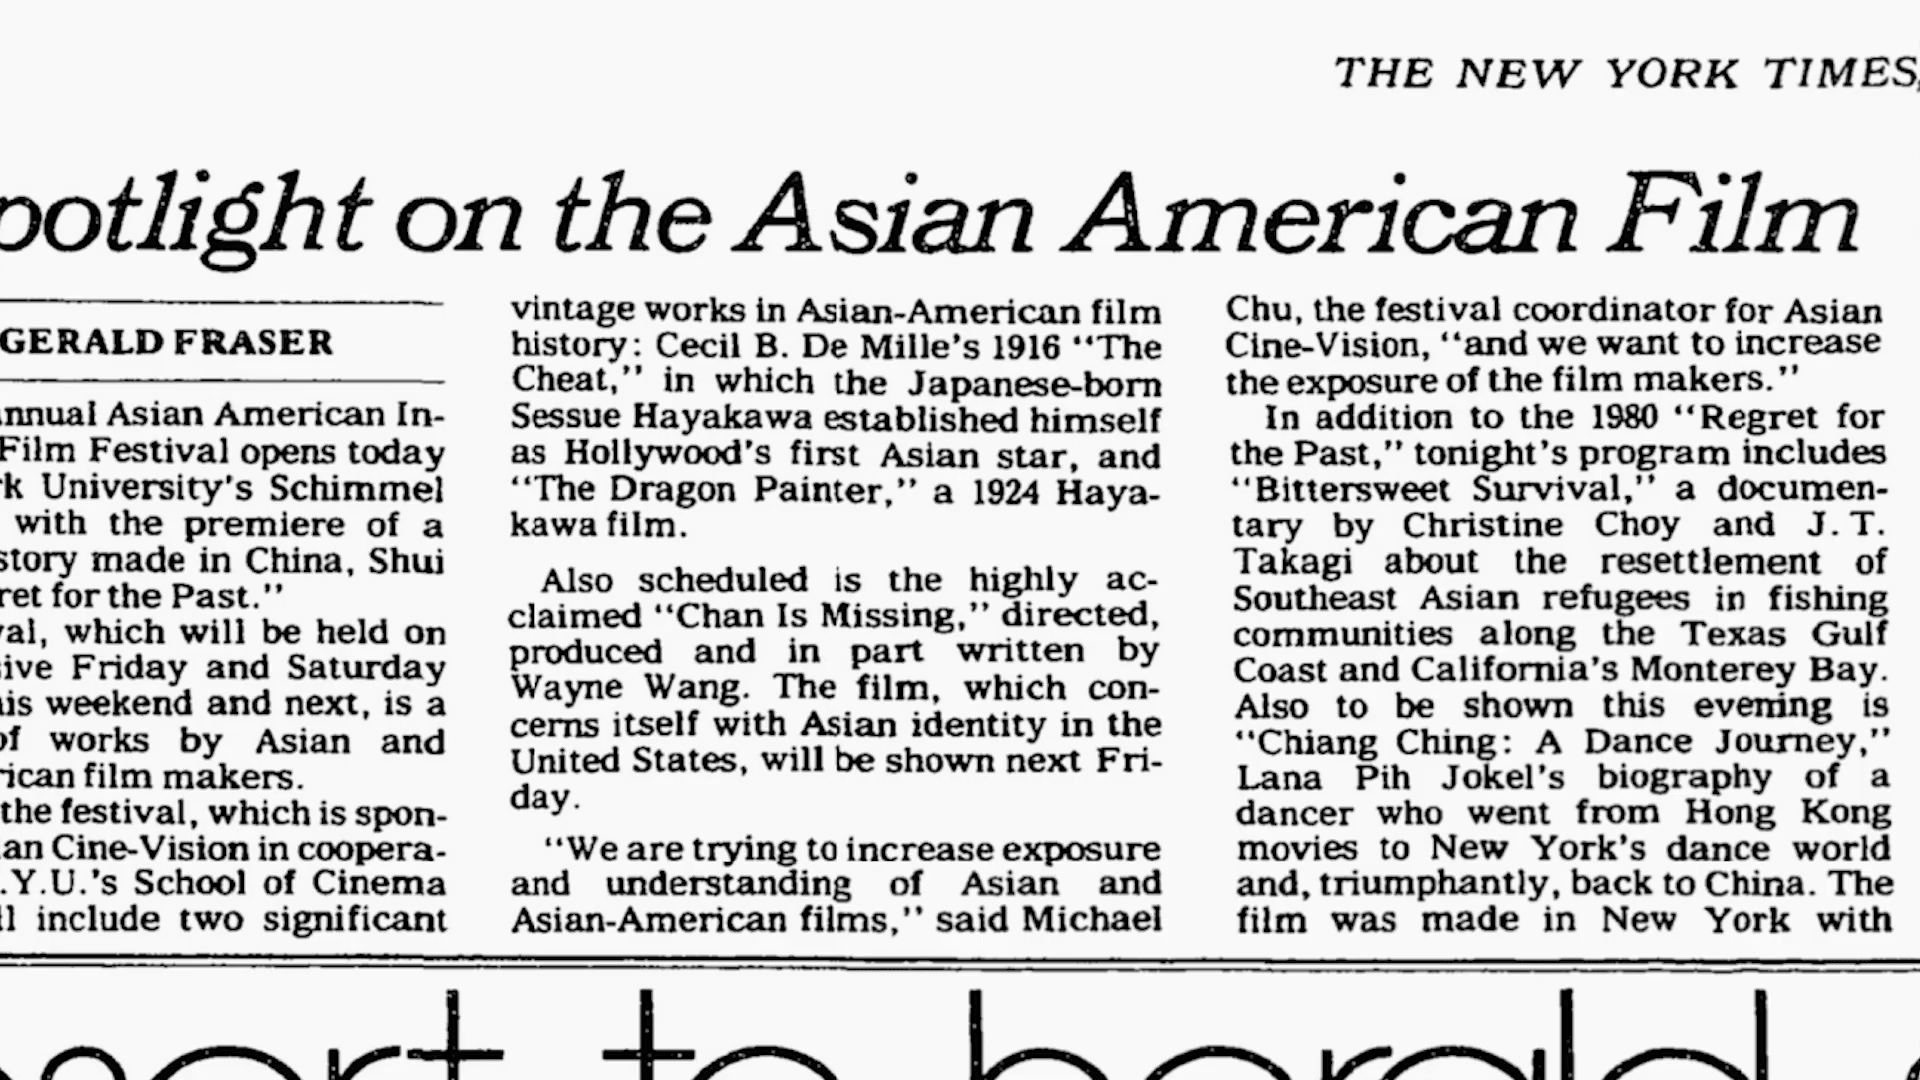 THE NEW YORK TIMES,
potlight on the Asian American Film
GERALD FRASER
annual Asian American In-
Film Festival opens today
rk University's Schimmel
with the premiere of a
story made in China, Shui
ret for the Past."
val, which will be held on
sive Friday and Saturday
his weekend and next, is a
of works by Asian and
rican film makers.
the festival, which is spon-
ian Cine-Vision in coopera-
.Y.U.'s School of Cinema
ll include two significant
vintage works in Asian-American film
history: Cecil B. De Mille's 1916 "The
Cheat," in which the Japanese-born
Sessue Hayakawa established himself
as Hollywood's first Asian star, and
"The Dragon Painter," a 1924 Haya-
kawa film.
Also scheduled is the highly ac-
claimed "Chan Is Missing," directed,
produced and in part written by
Wayne Wang. The film, which con-
cerns itself with Asian identity in the
United States, will be shown next Fri-
day.
"We are trying to increase exposure
and understanding of Asian and
Asian-American films," said Michael
Chu, the festival coordinator for Asian
Cine-Vision, "and we want to increase
the exposure of the film makers."
In addition to the 1980 "Regret for
the Past," tonight's program includes
"Bittersweet Survival," a documen-
tary by Christine Choy and J. T.
Takagi about the resettlement of
Southeast Asian refugees in fishing
communities along the Texas Gulf
Coast and California's Monterey Bay.
Also to be shown this evening is
"Chiang Ching: A Dance Journey,"
Lana Pih Jokel's biography of a
dancer who went from Hong Kong
movies to New York's dance world
and, triumphantly, back to China. The
film was made in New York with
to herald